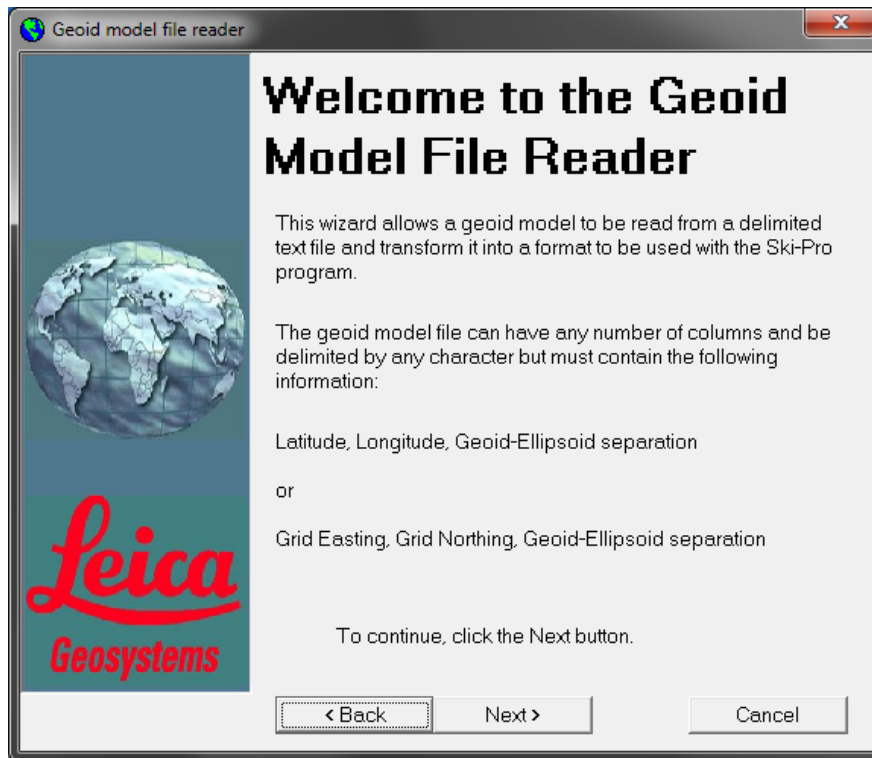 Geoid model file reader
Welcome to the Geoid
Model File Reader
This wizard allows a geoid model to be read from a delimited
text file and transform it into a format to be used with the Ski-Pro
program.
The geoid model file can have any number of columns and be
delimited by any character but must contain the following
information:
Latitude, Longitude, Geoid-Ellipsoid separation
or
Grid Easting, Grid Northing, Geoid-Ellipsoid separation
To continue, click the Next button.
Leica
Geosystems
< Back
Next >
Cancel